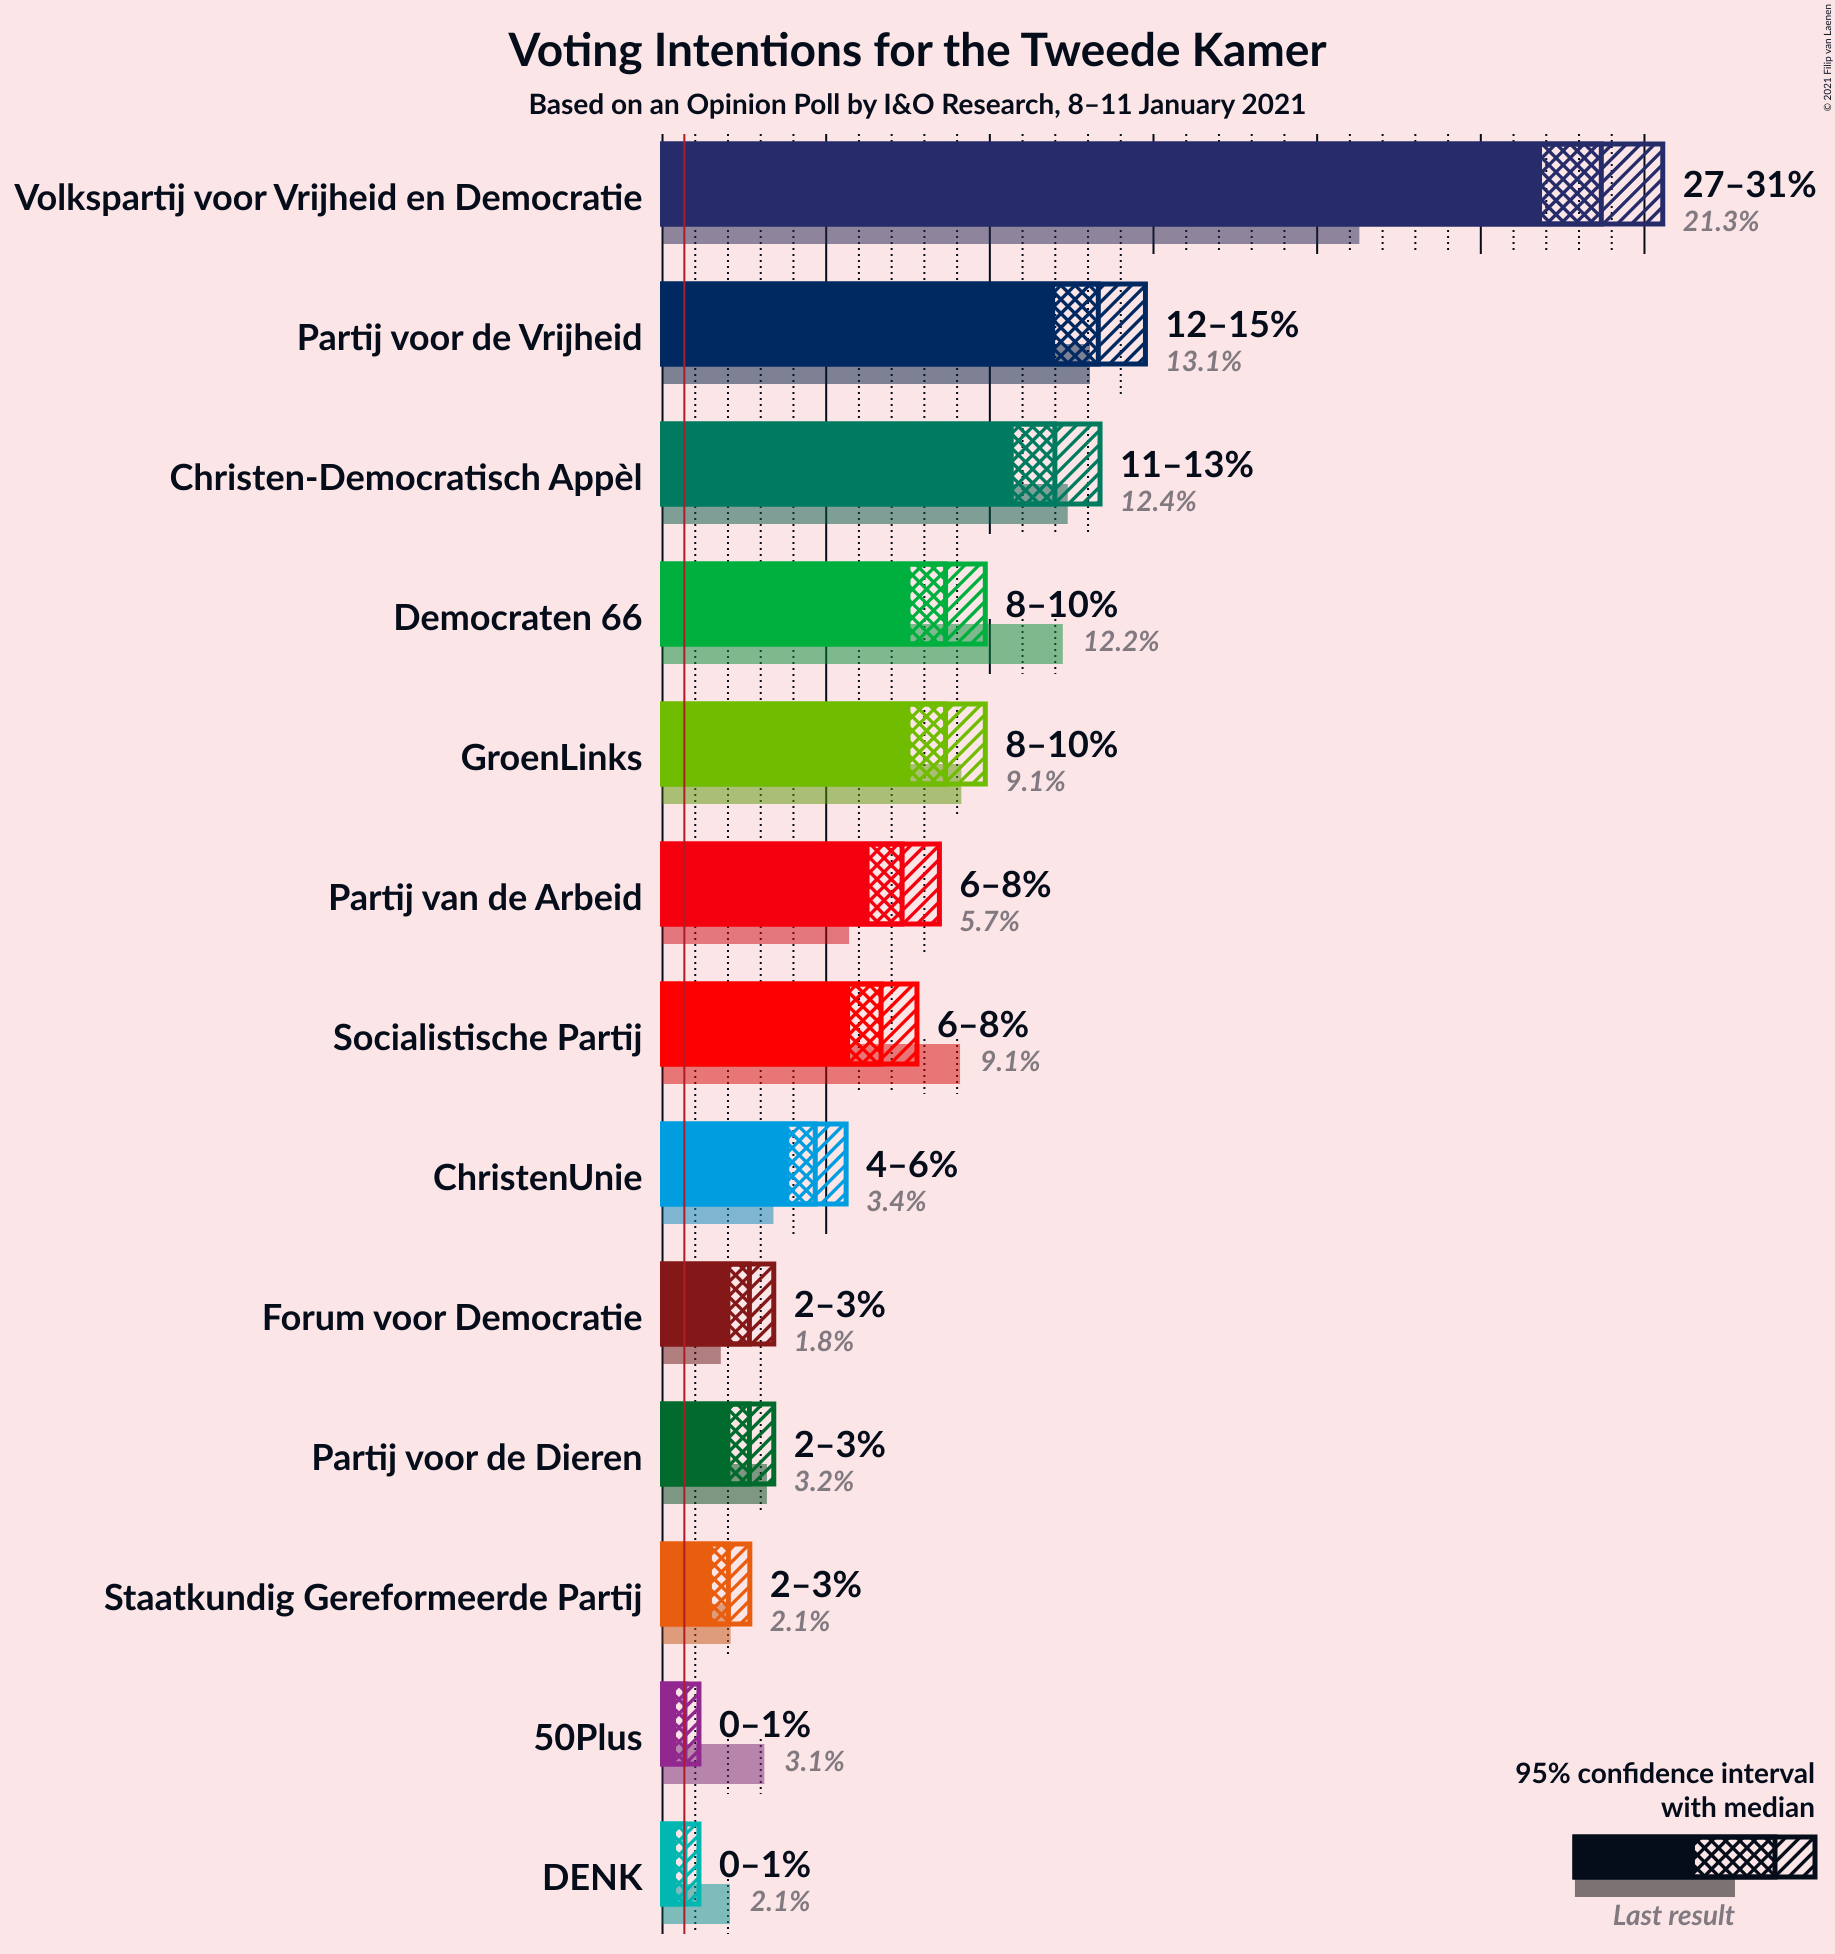 Voting Intentions for the Tweede Kamer
Based on an Opinion Poll by I&O Research, 8–11 January 2021
© 2021 Filip van Laenen
Volkspartij voor Vrijheid en Democratie
27–31%
21.3%
Partij voor de Vrijheid
12–15%
13.1%
Christen-Democratisch Appèl
11–13%
12.4%
Democraten 66
8–10%
12.2%
GroenLinks
8–10%
9.1%
Partij van de Arbeid
6–8%
5.7%
Socialistische Partij
6–8%
9.1%
ChristenUnie
4–6%
3.4%
Forum voor Democratie
2–3%
1.8%
Partij voor de Dieren
2–3%
3.2%
Staatkundig Gereformeerde Partij
2–3%
2.1%
50Plus
0–1%
3.1%
DENK
0–1%
2.1%
95% confidence interval
with median
Last result